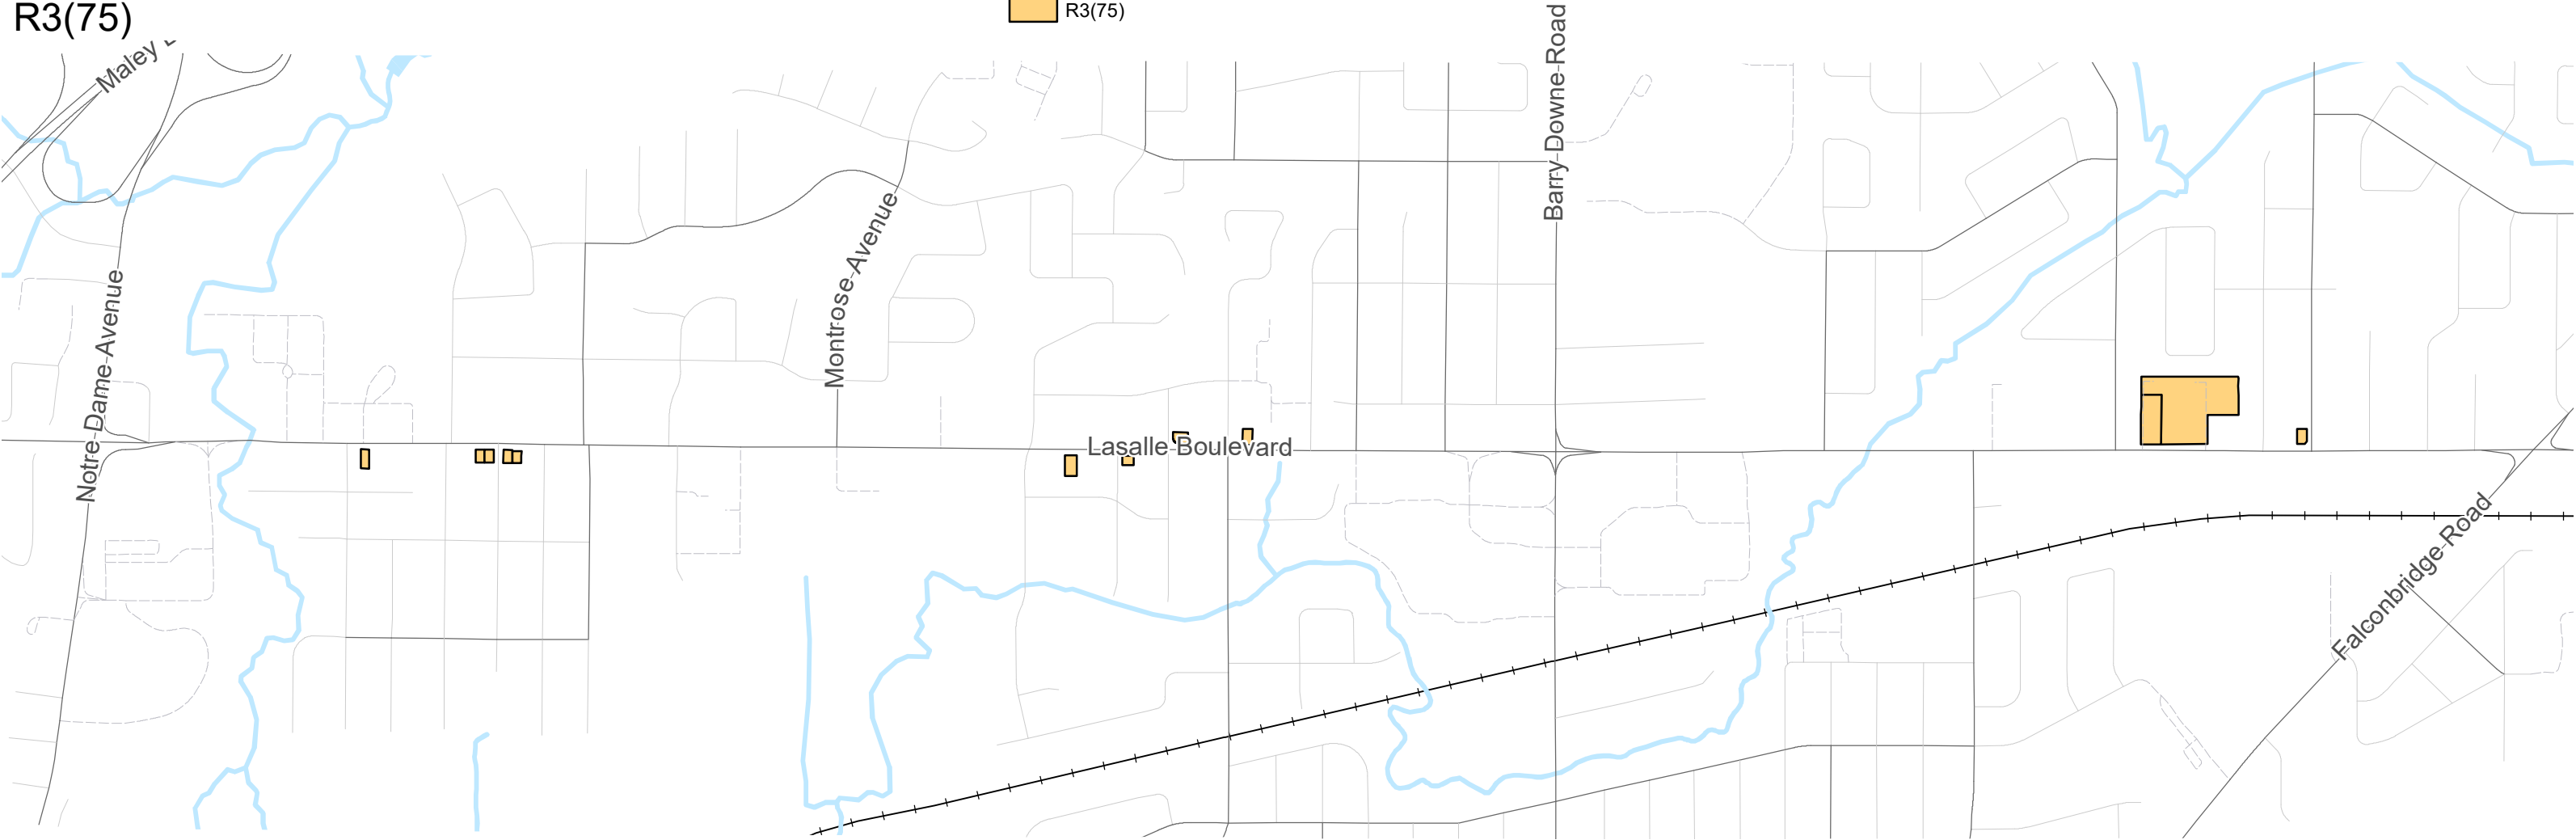 R3(75)
R3(75)
Maley
Barry Downe Road
Montrose Avenue
Notre Dame Avenue
Lasalle Boulevard
Falconbridge Road